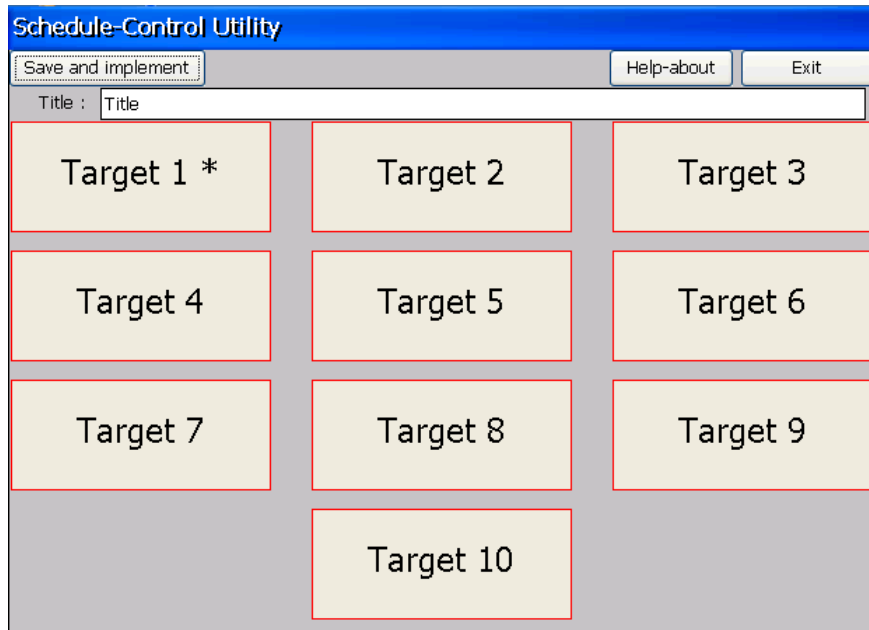 Schedule-Control Utility
Save and implement Help-about Exit
Title : Title
Target 1 * Target 2 Target 3
Target 4 Target 5 Target 6
Target 7 Target 8 Target 9
Target 10